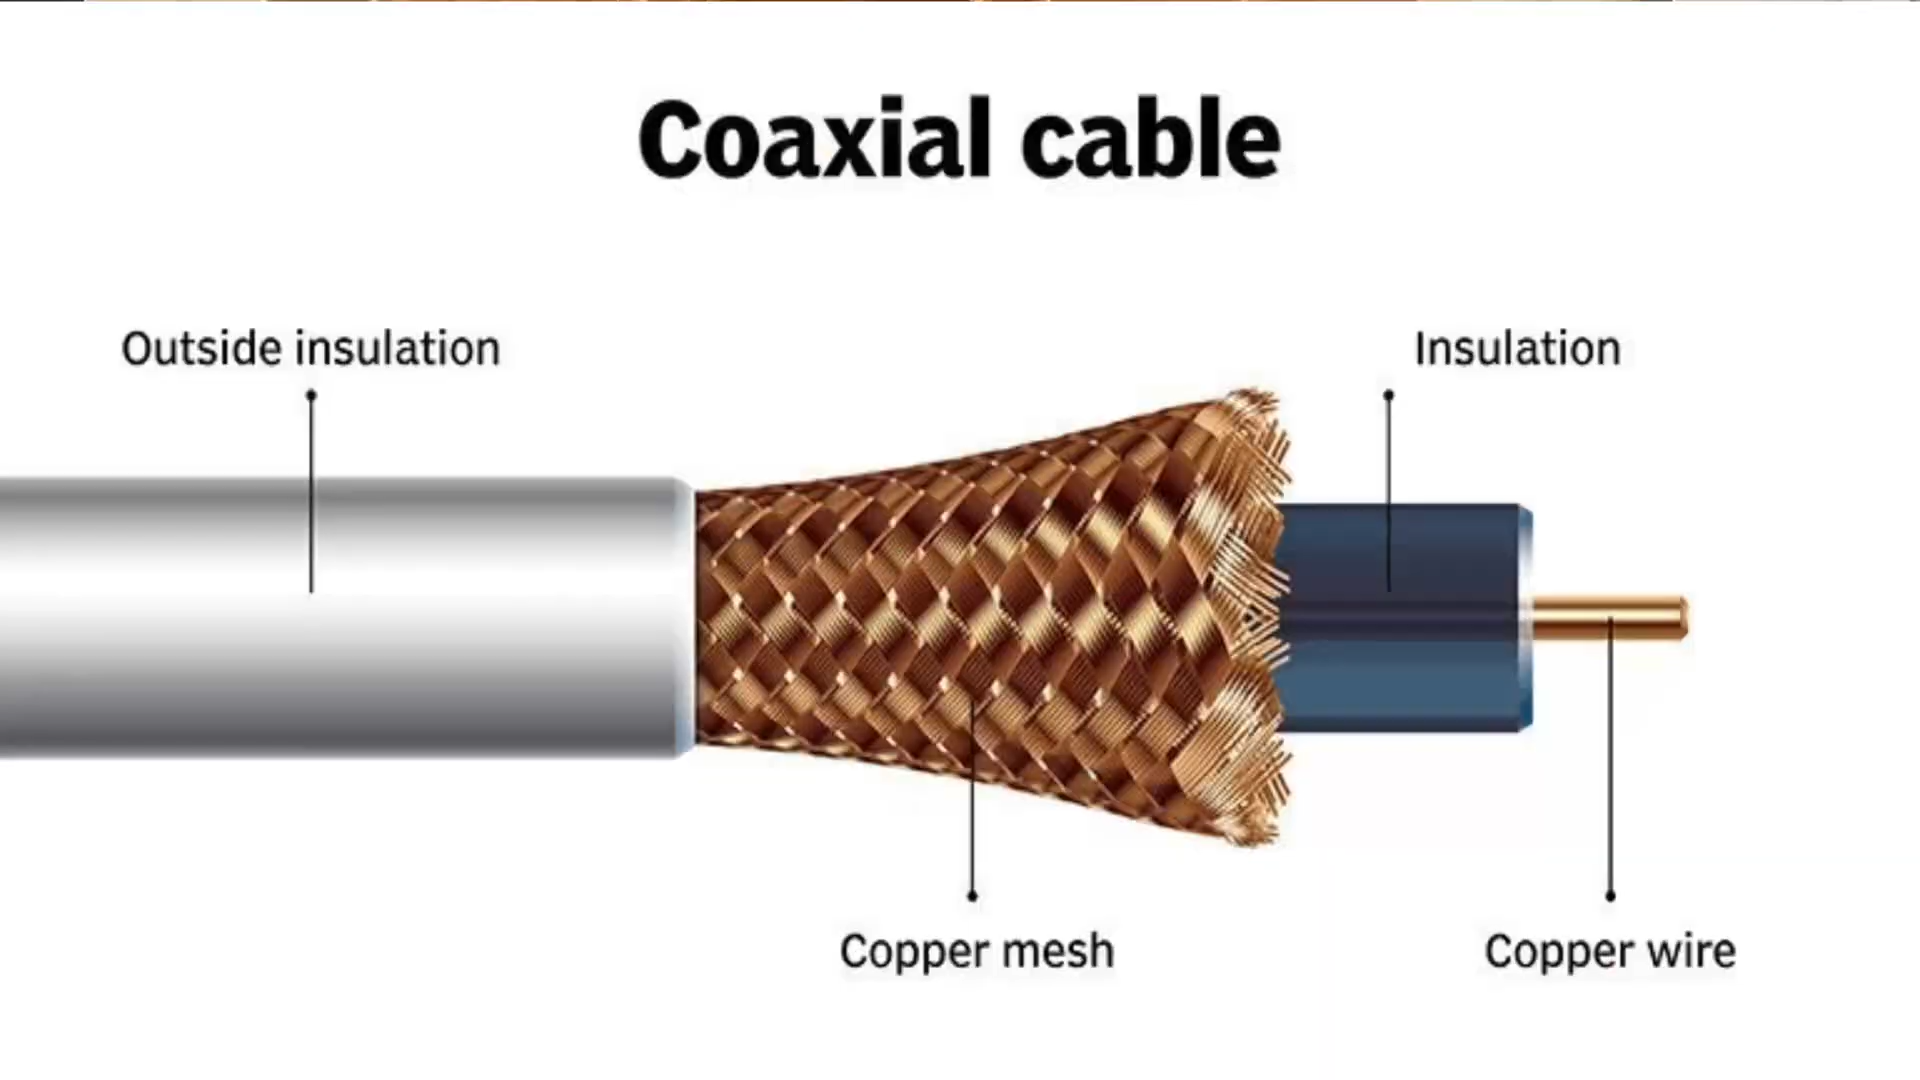 Coaxial cable
Outside insulation
Insulation
Copper mesh
Copper wire